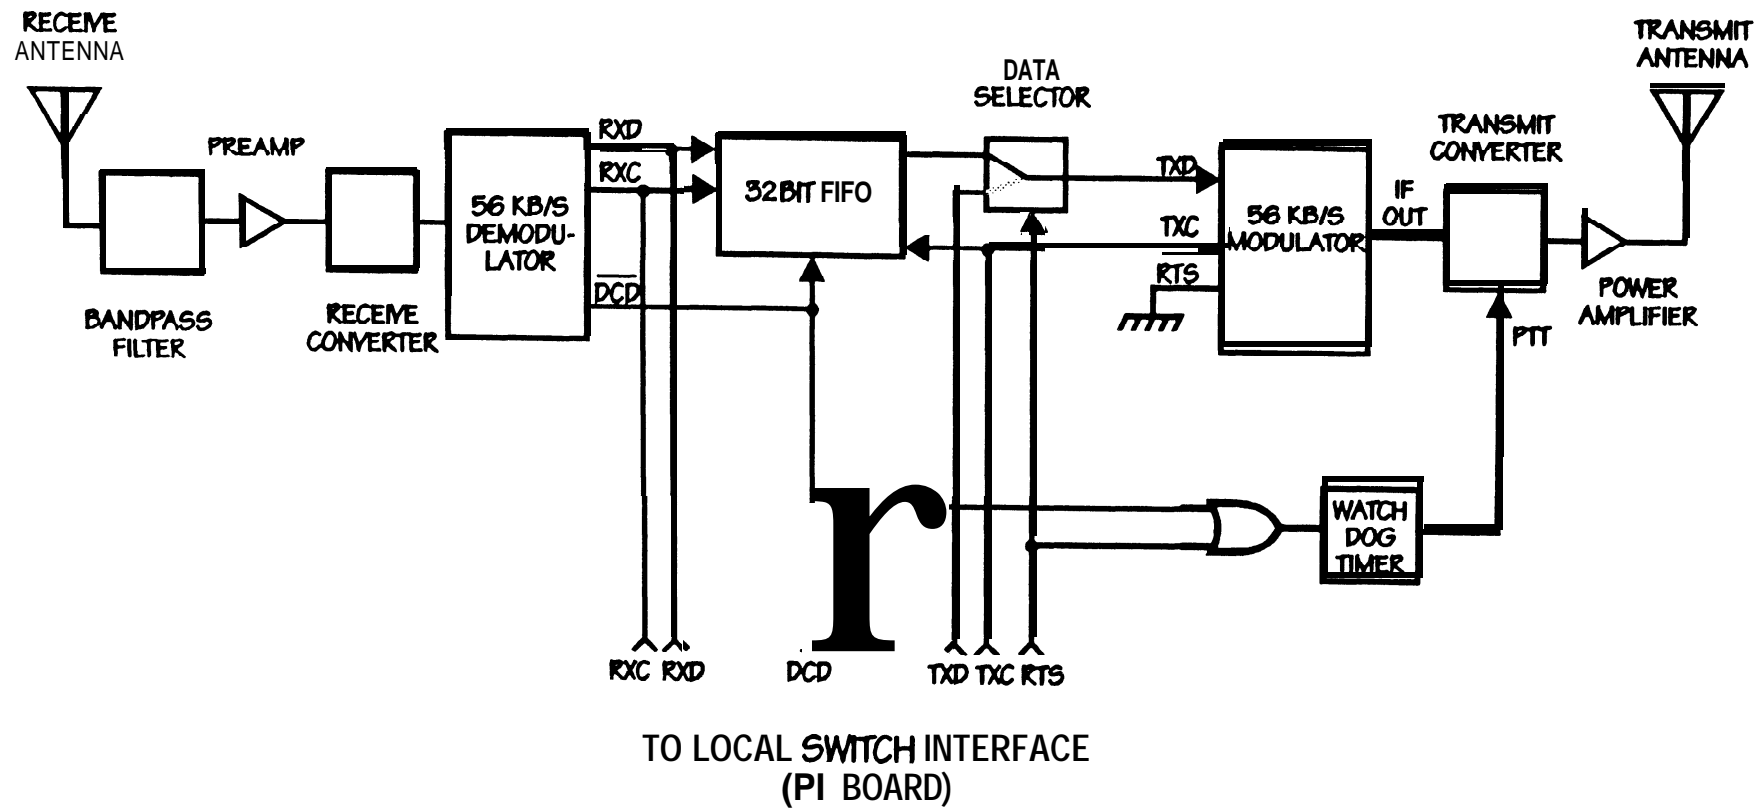 RECEIVE
ANTENNA
TRANSMIT
ANTENNA
DATA
SELECTOR
PREAMP
RXD
RXC
TRANSMIT
CONVERTER
TXD
32 BIT FIFO
56 KB/S
DEMODU-
LATOR
IF
OUT
56 KB/S
MODULATOR
TXC
RTS
DCD
BANDPASS
FILTER
RECEIVE
CONVERTER
POWER
AMPLIFIER
PTT
r
WATCH
DOG
TIMER
RXC RXD DCD TXD TXC RTS
TO LOCAL SWITCH INTERFACE
(PI BOARD)